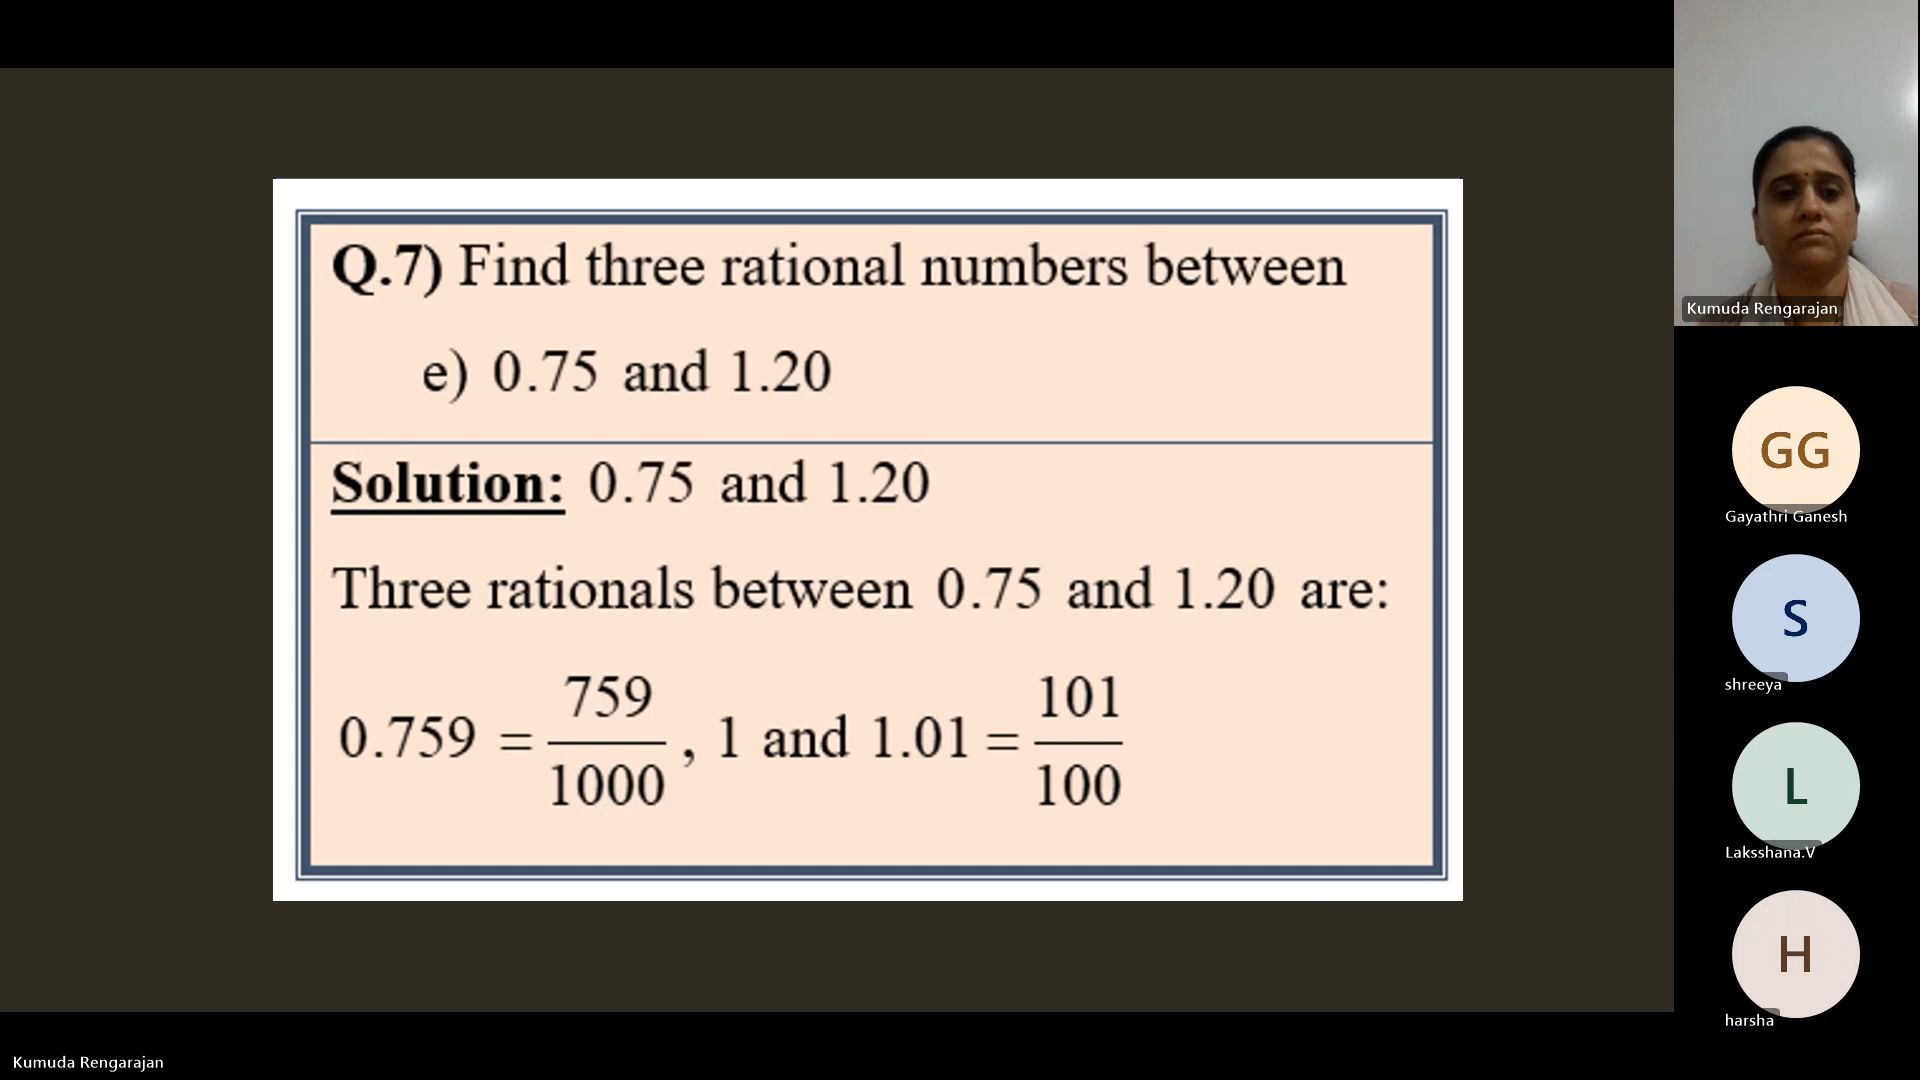 Q.7) Find three rational numbers between
e) 0.75 and 1.20
Solution: 0.75 and 1.20
Three rationals between 0.75 and 1.20 are:
0.759 = 759/1000 , 1 and 1.01 = 101/100
Kumuda Rengarajan
GG
Gayathri Ganesh
S
shreeya
L
Laksshana.V
H
harsha
Kumuda Rengarajan